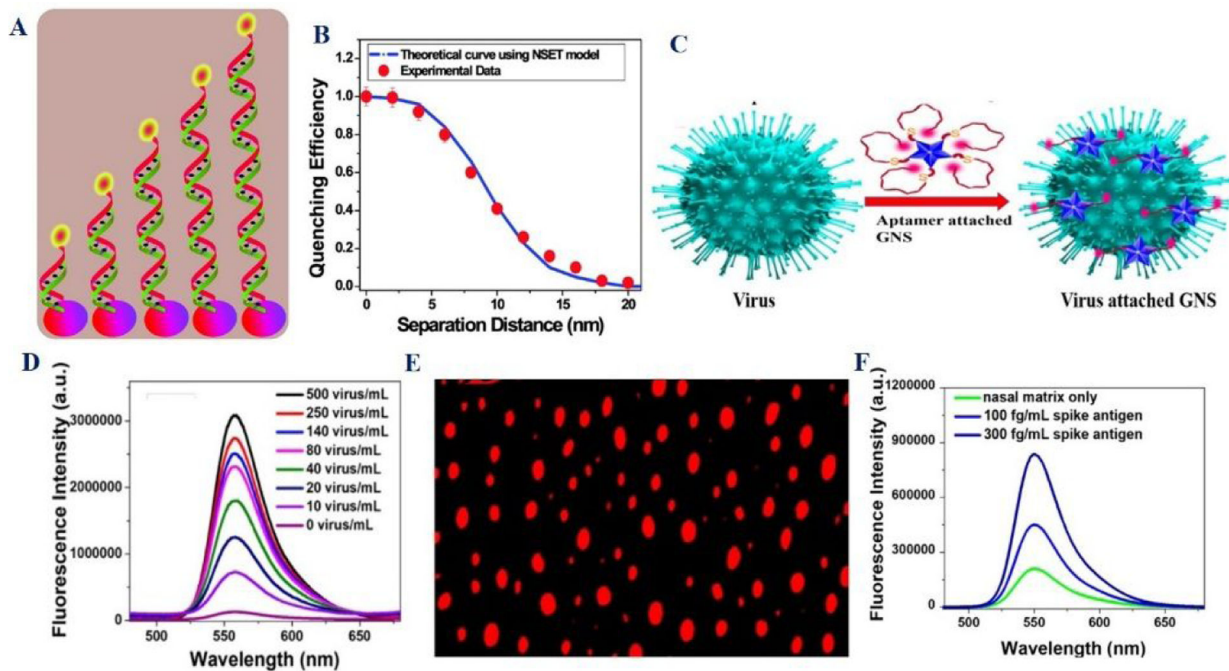 A
B
Theoretical curve using NSET model
Experimental Data
Quenching Efficiency
1.2
1.0
0.8
0.6
0.4
0.2
0.0
0 5 10 15 20
Separation Distance (nm)
C
S S S S S
Aptamer attached
GNS
Virus
Virus attached GNS
D
Fluorescence Intensity (a.u.)
3000000
2000000
1000000
0
500 virus/mL
250 virus/mL
140 virus/mL
80 virus/mL
40 virus/mL
20 virus/mL
10 virus/mL
0 virus/mL
500 550 600 650
Wavelength (nm)
E
F
Fluorescence Intensity (a.u.)
1200000
900000
600000
300000
0
nasal matrix only
100 fg/mL spike antigen
300 fg/mL spike antigen
500 550 600 650
Wavelength (nm)